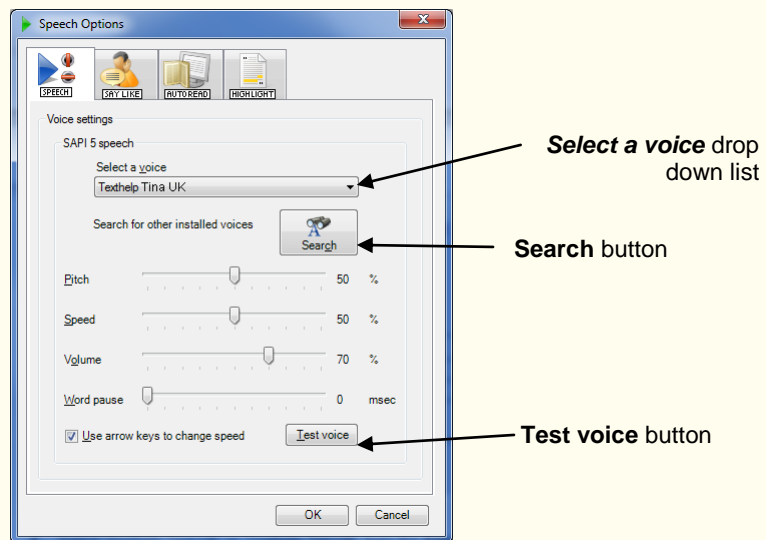 Speech Options
SPEECH
SAY LIKE
AUTOREAD
HIGHLIGHT
Voice settings
SAPI 5 speech
Select a voice
Texthelp Tina UK
Select a voice drop
down list
Search for other installed voices
Search
Search button
Pitch 50 %
Speed 50 %
Volume 70 %
Word pause 0 msec
Use arrow keys to change speed
Test voice
Test voice button
OK
Cancel